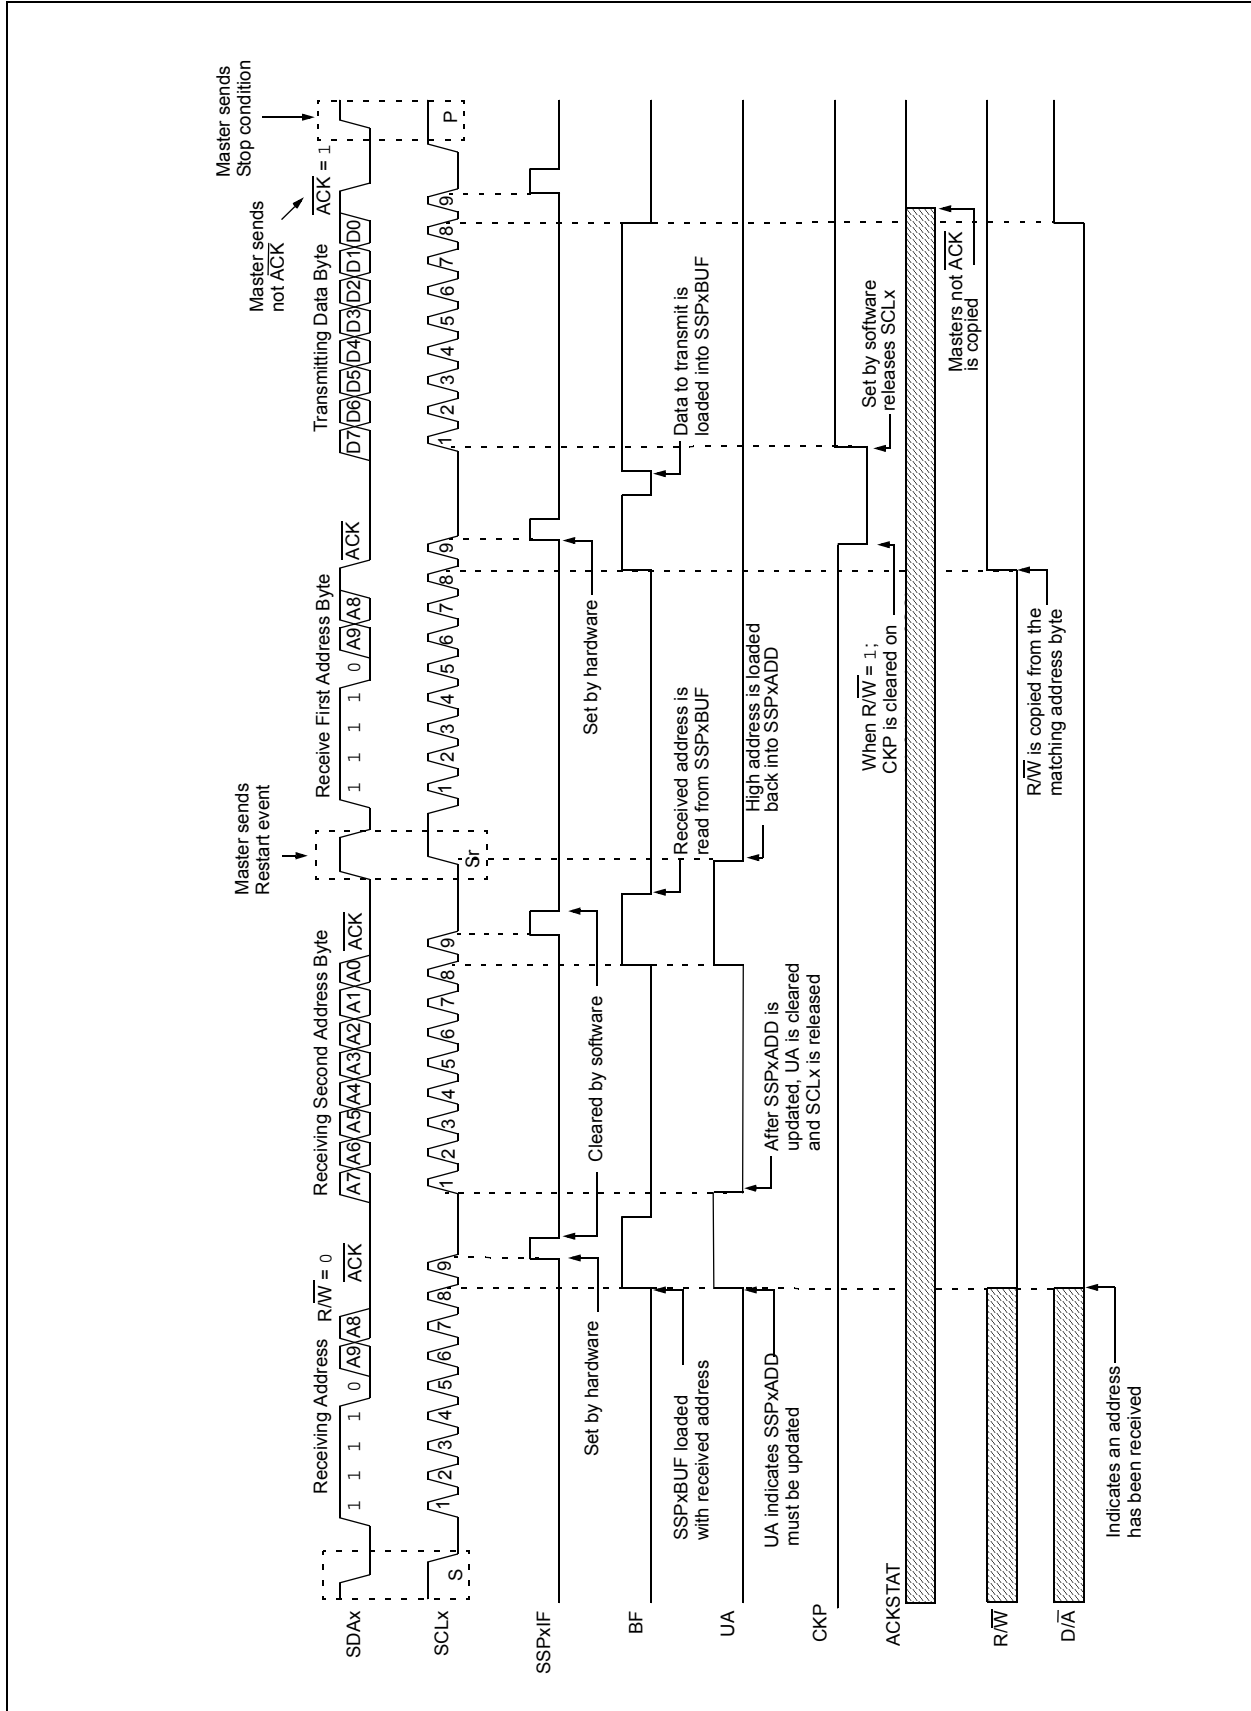 Master sends
Stop condition
Master sends
not ACK
ACK = 1
Master sends
Restart event
Receiving Address
R/W = 0
ACK
Receiving Second Address Byte
ACK
Receive First Address Byte
ACK
Transmitting Data Byte
SDAx
1 1 1 1 0 A9 A8
A7 A6 A5 A4 A3 A2 A1 A0
1 1 1 1 0 A9 A8
D7 D6 D5 D4 D3 D2 D1 D0
SCLx
S
1 2 3 4 5 6 7 8 9
1 2 3 4 5 6 7 8 9
Sr
1 2 3 4 5 6 7 8 9
1 2 3 4 5 6 7 8 9
P
SSPxIF
Set by hardware
Cleared by software
Set by hardware
BF
SSPxBUF loaded
with received address
Received address is
read from SSPxBUF
Data to transmit is
loaded into SSPxBUF
UA
UA indicates SSPxADD
must be updated
After SSPxADD is
updated, UA is cleared
and SCLx is released
High address is loaded
back into SSPxADD
CKP
When R/W = 1;
CKP is cleared on
Set by software
releases SCLx
ACKSTAT
Masters not ACK
is copied
R/W
R/W is copied from the
matching address byte
D/A
Indicates an address
has been received